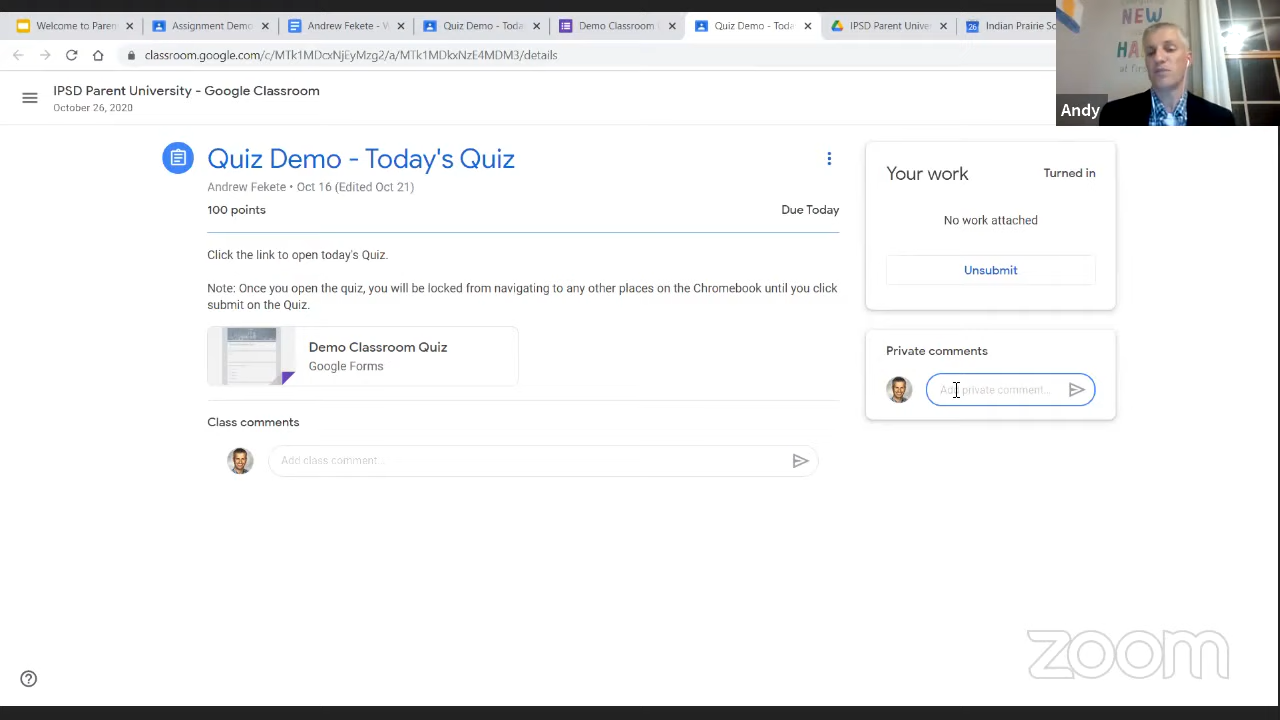 Welcome to Paren
Assignment Demo
Andrew Fekete - V
Quiz Demo - Toda
Demo Classroom
Quiz Demo - Toda
IPSD Parent Unive
26
Indian Prairie Sc
classroom.google.com/c/MTk1MDcxNjEyMzg2/a/MTk1MDkxNzE4MDM3/details
NEW
at first
Andy
IPSD Parent University - Google Classroom
October 26, 2020
Quiz Demo - Today's Quiz
Andrew Fekete • Oct 16 (Edited Oct 21)
100 points
Due Today
Click the link to open today's Quiz.
Note: Once you open the quiz, you will be locked from navigating to any other places on the Chromebook until you click
submit on the Quiz.
Demo Classroom Quiz
Google Forms
Class comments
Add class comment...
Your work
Turned in
No work attached
Unsubmit
Private comments
Add private comment...
zoom